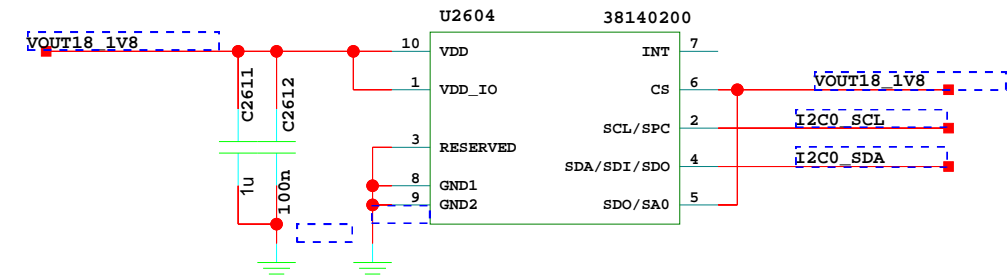 U2604 38140200
VOUT18_1V8 10 VDD INT 7
1 VDD_IO CS 6 VOUT18_1V8
C2611 C2612
SCL/SPC 2 I2C0_SCL
3 RESERVED
SDA/SDI/SDO 4 I2C0_SDA
1u 100n
8 GND1
9 GND2 SDO/SA0 5